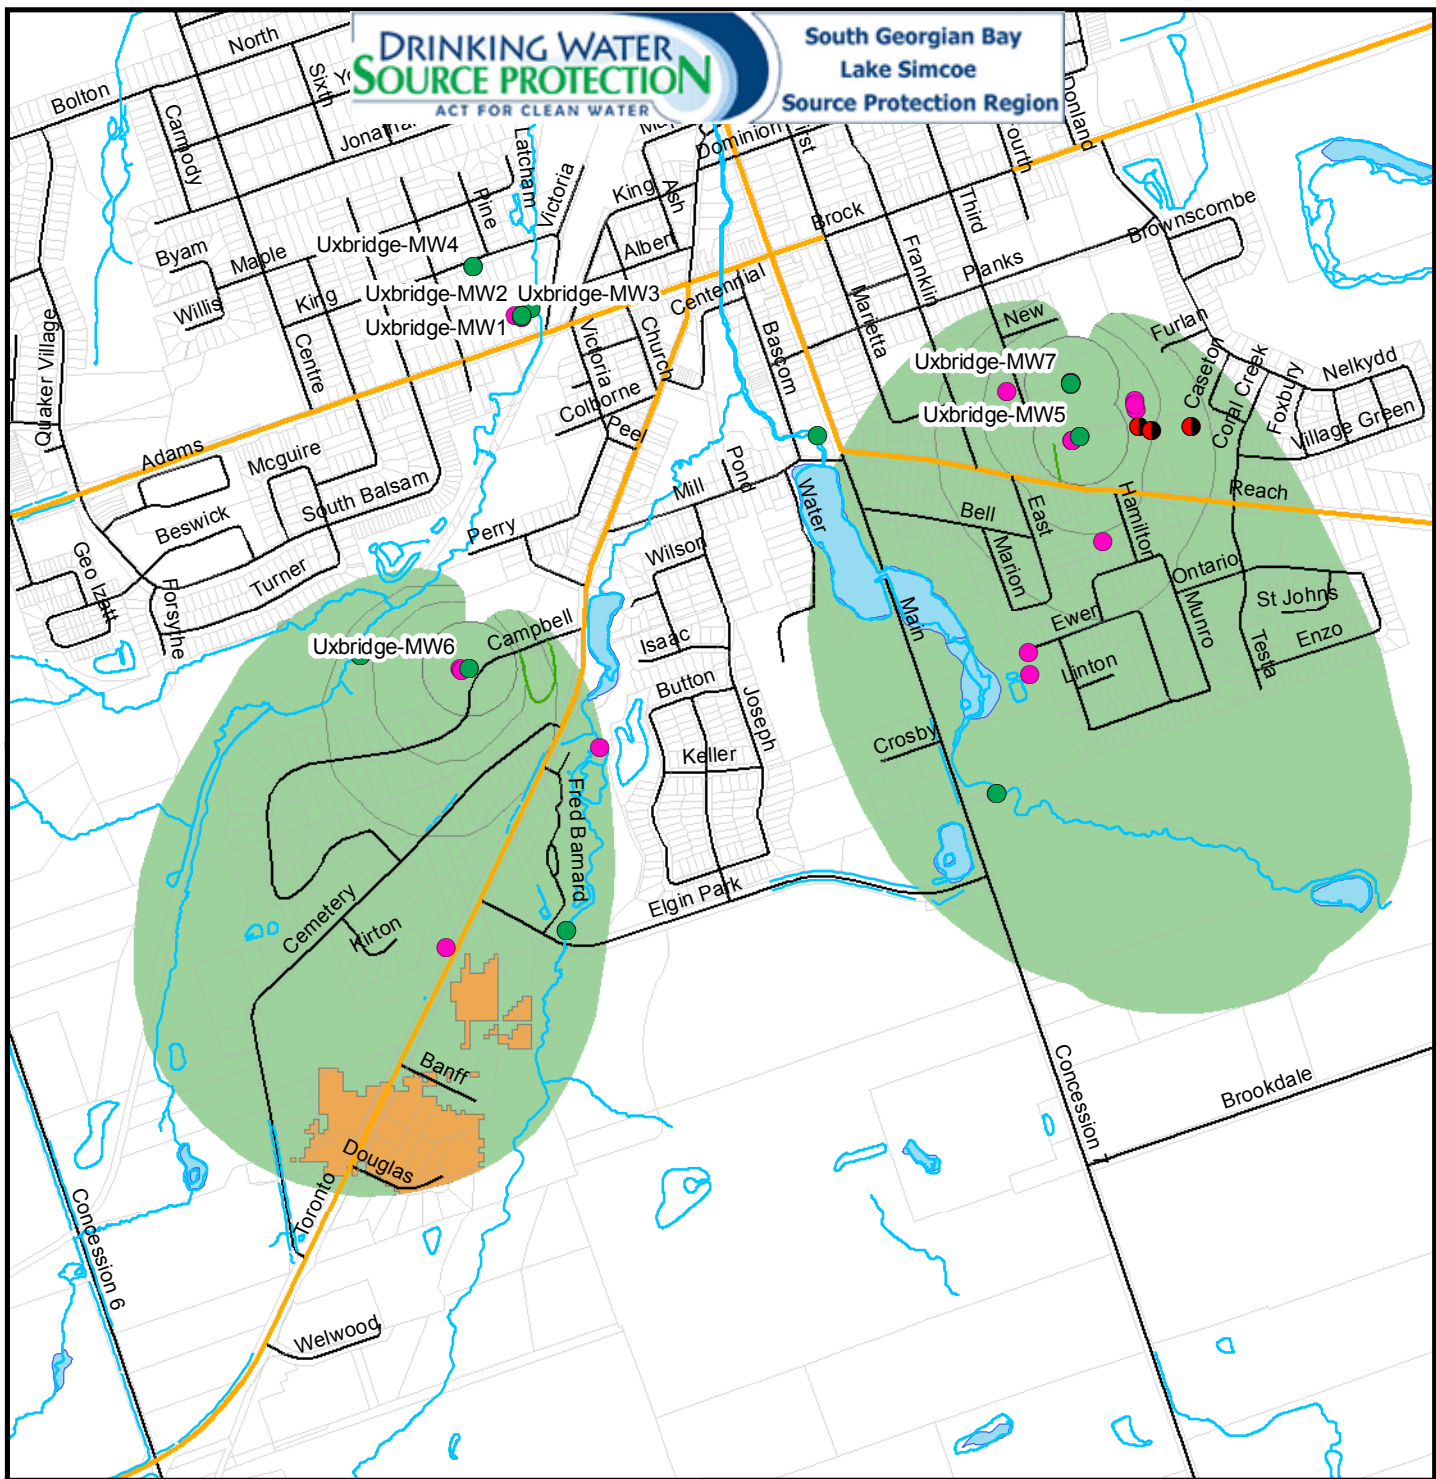 DRINKING WATER
SOURCE PROTECTION
ACT FOR CLEAN WATER
South Georgian Bay
Lake Simcoe
Source Protection Region
North
Bolton
Sixth
Carmody
Latcham
Victoria
Pine
King
Ash
Dominion
Fourth
Donland
Third
Brock
Albert
Franklin
Planks
Brownscombe
Byam
Maple
Willis
King
Centre
Uxbridge-MW4
Uxbridge-MW2
Uxbridge-MW3
Uxbridge-MW1
Centennial
Victoria
Church
Colborne
Peel
Bascom
Marietta
New
Furlan
Caseton
Coral Creek
Foxbury
Nelkydd
Village Green
Uxbridge-MW7
Uxbridge-MW5
Quaker Village
Adams
Mcguire
South Balsam
Beswick
Turner
Perry
Geo Izatt
Forsythe
Mill
Pond
Wilson
Water
Bell
East
Marion
Hamilton
Reach
Ontario
Munro
St Johns
Enzo
Testa
Ewen
Linton
Main
Campbell
Isaac
Button
Joseph
Keller
Crosby
Uxbridge-MW6
Fred Barnard
Cemetery
Kirton
Elgin Park
Banff
Douglas
Toronto
Concession 6
Welwood
Concession 7
Brookdale